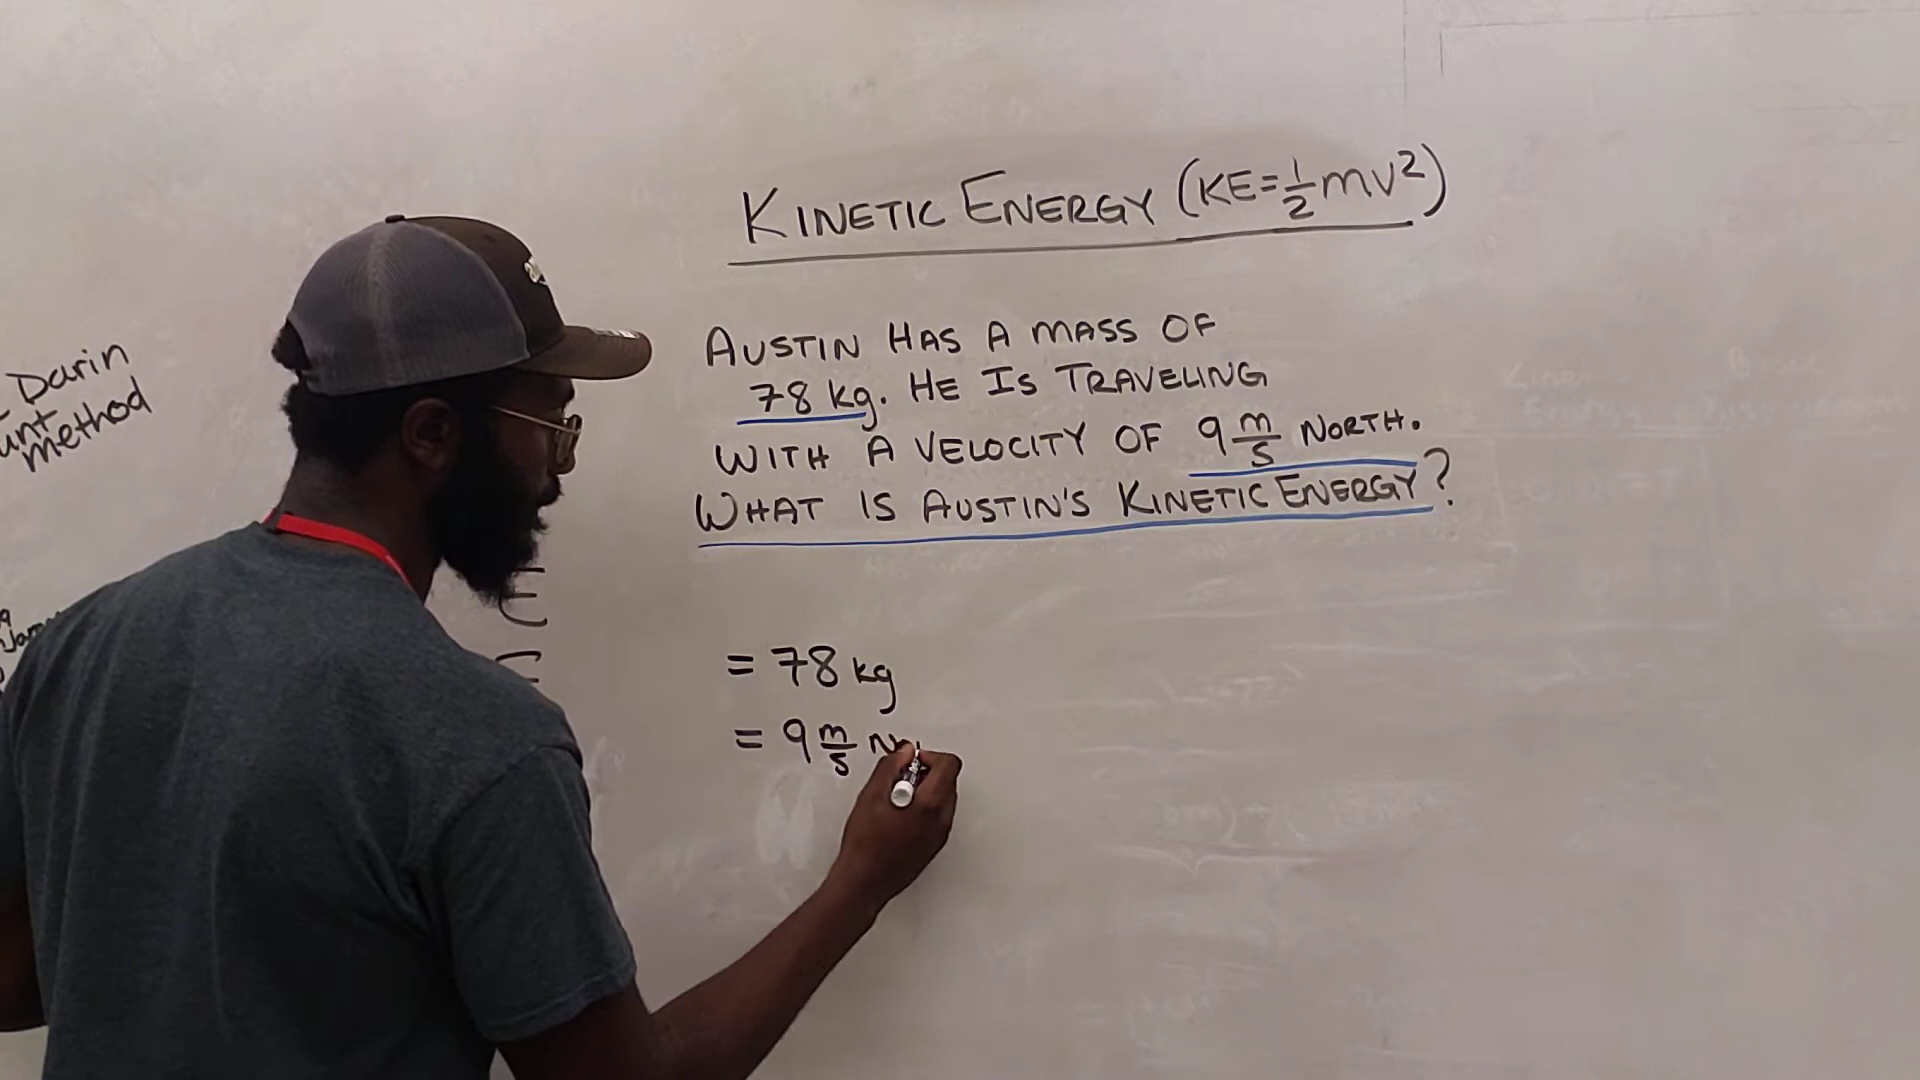 KINETIC ENERGY (KE=½mv²)
AUSTIN HAS A MASS OF
78 kg. HE IS TRAVELING
WITH A VELOCITY OF 9 m/s NORTH.
WHAT IS AUSTIN'S KINETIC ENERGY?
= 78 kg
= 9 m/s
Darin
method